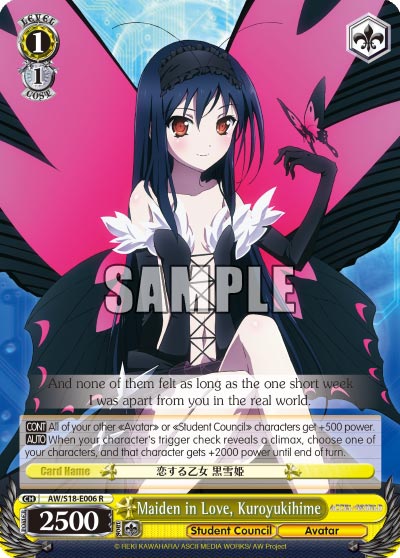 LEVEL
1
1
COST
SAMPLE
And none of them felt as long as the one short week
I was apart from you in the real world.
CONT All of your other «Avatar» or «Student Council» characters get +500 power.
AUTO When your character's trigger check reveals a climax, choose one of
your characters, and that character gets +2000 power until end of turn.
Card Name 恋する乙女 黒雪姫
CH AW/S18-E006 R
2500 Maiden in Love, Kuroyukihime
Student Council Avatar
© REKI KAWAHARA/ ASCII MEDIA WORKS/ AW Project